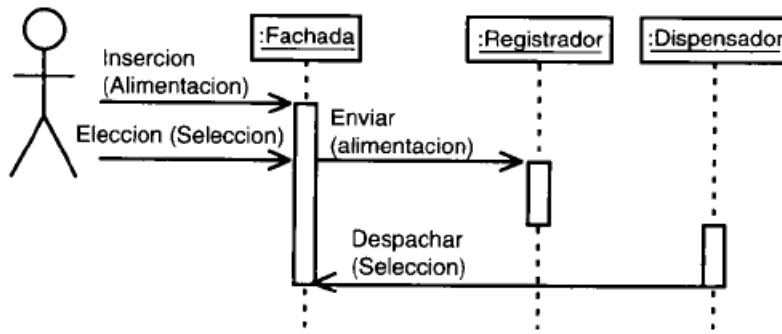 :Fachada
:Registrador
:Dispensador
Insercion
(Alimentacion)
Eleccion (Seleccion)
Enviar
(alimentacion)
Despachar
(Seleccion)